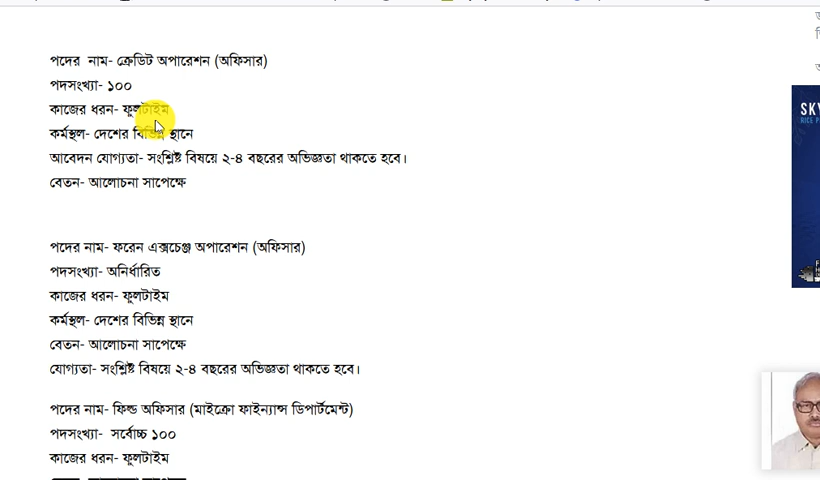 পদের নাম- ক্রেডিট অপারেশন (অফিসার)
পদসংখ্যা- ১০০
কাজের ধরন- ফুলটাইম
কর্মস্থল- দেশের বিভিন্ন স্থানে
আবেদন যোগ্যতা- সংশ্লিষ্ট বিষয়ে ২-৪ বছরের অভিজ্ঞতা থাকতে হবে।
বেতন- আলোচনা সাপেক্ষে
পদের নাম- ফরেন এক্সচেঞ্জ অপারেশন (অফিসার)
পদসংখ্যা- অনির্ধারিত
কাজের ধরন- ফুলটাইম
কর্মস্থল- দেশের বিভিন্ন স্থানে
বেতন- আলোচনা সাপেক্ষে
যোগ্যতা- সংশ্লিষ্ট বিষয়ে ২-৪ বছরের অভিজ্ঞতা থাকতে হবে।
পদের নাম- ফিল্ড অফিসার (মাইক্রো ফাইন্যান্স ডিপার্টমেন্ট)
পদসংখ্যা- সর্বোচ্চ ১০০
কাজের ধরন- ফুলটাইম
SKY
RICE P